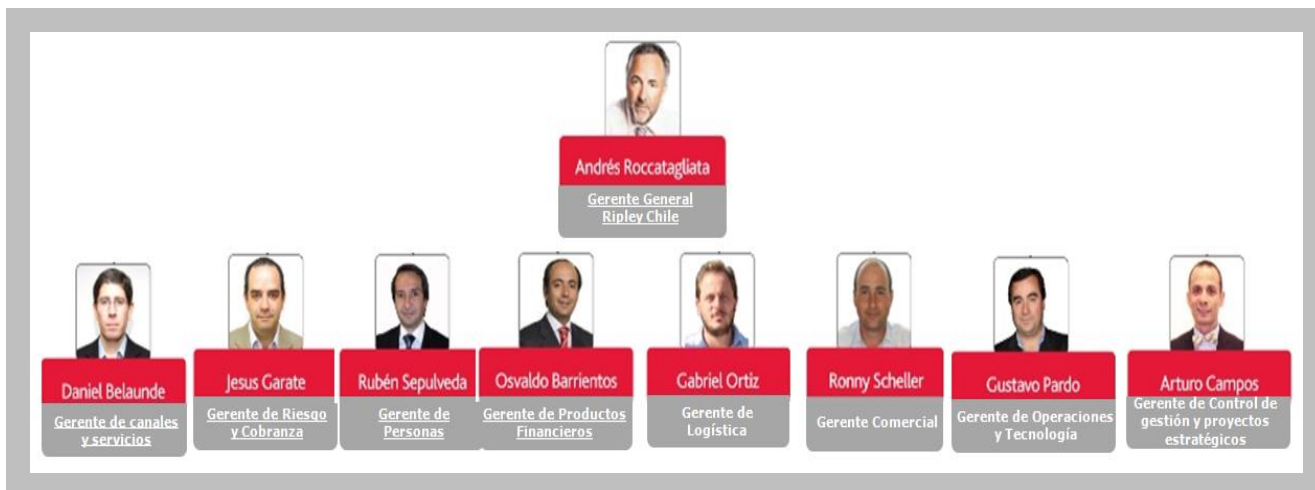 Andrés Roccatagliata
Gerente General
Ripley Chile
Daniel Belaunde
Gerente de canales
y servicios
Jesus Garate
Gerente de Riesgo
y Cobranza
Rubén Sepulveda
Gerente de
Personas
Osvaldo Barrientos
Gerente de Productos
Financieros
Gabriel Ortiz
Gerente de
Logística
Ronny Scheller
Gerente Comercial
Gustavo Pardo
Gerente de Operaciones
y Tecnología
Arturo Campos
Gerente de Control de
gestión y proyectos
estratégicos